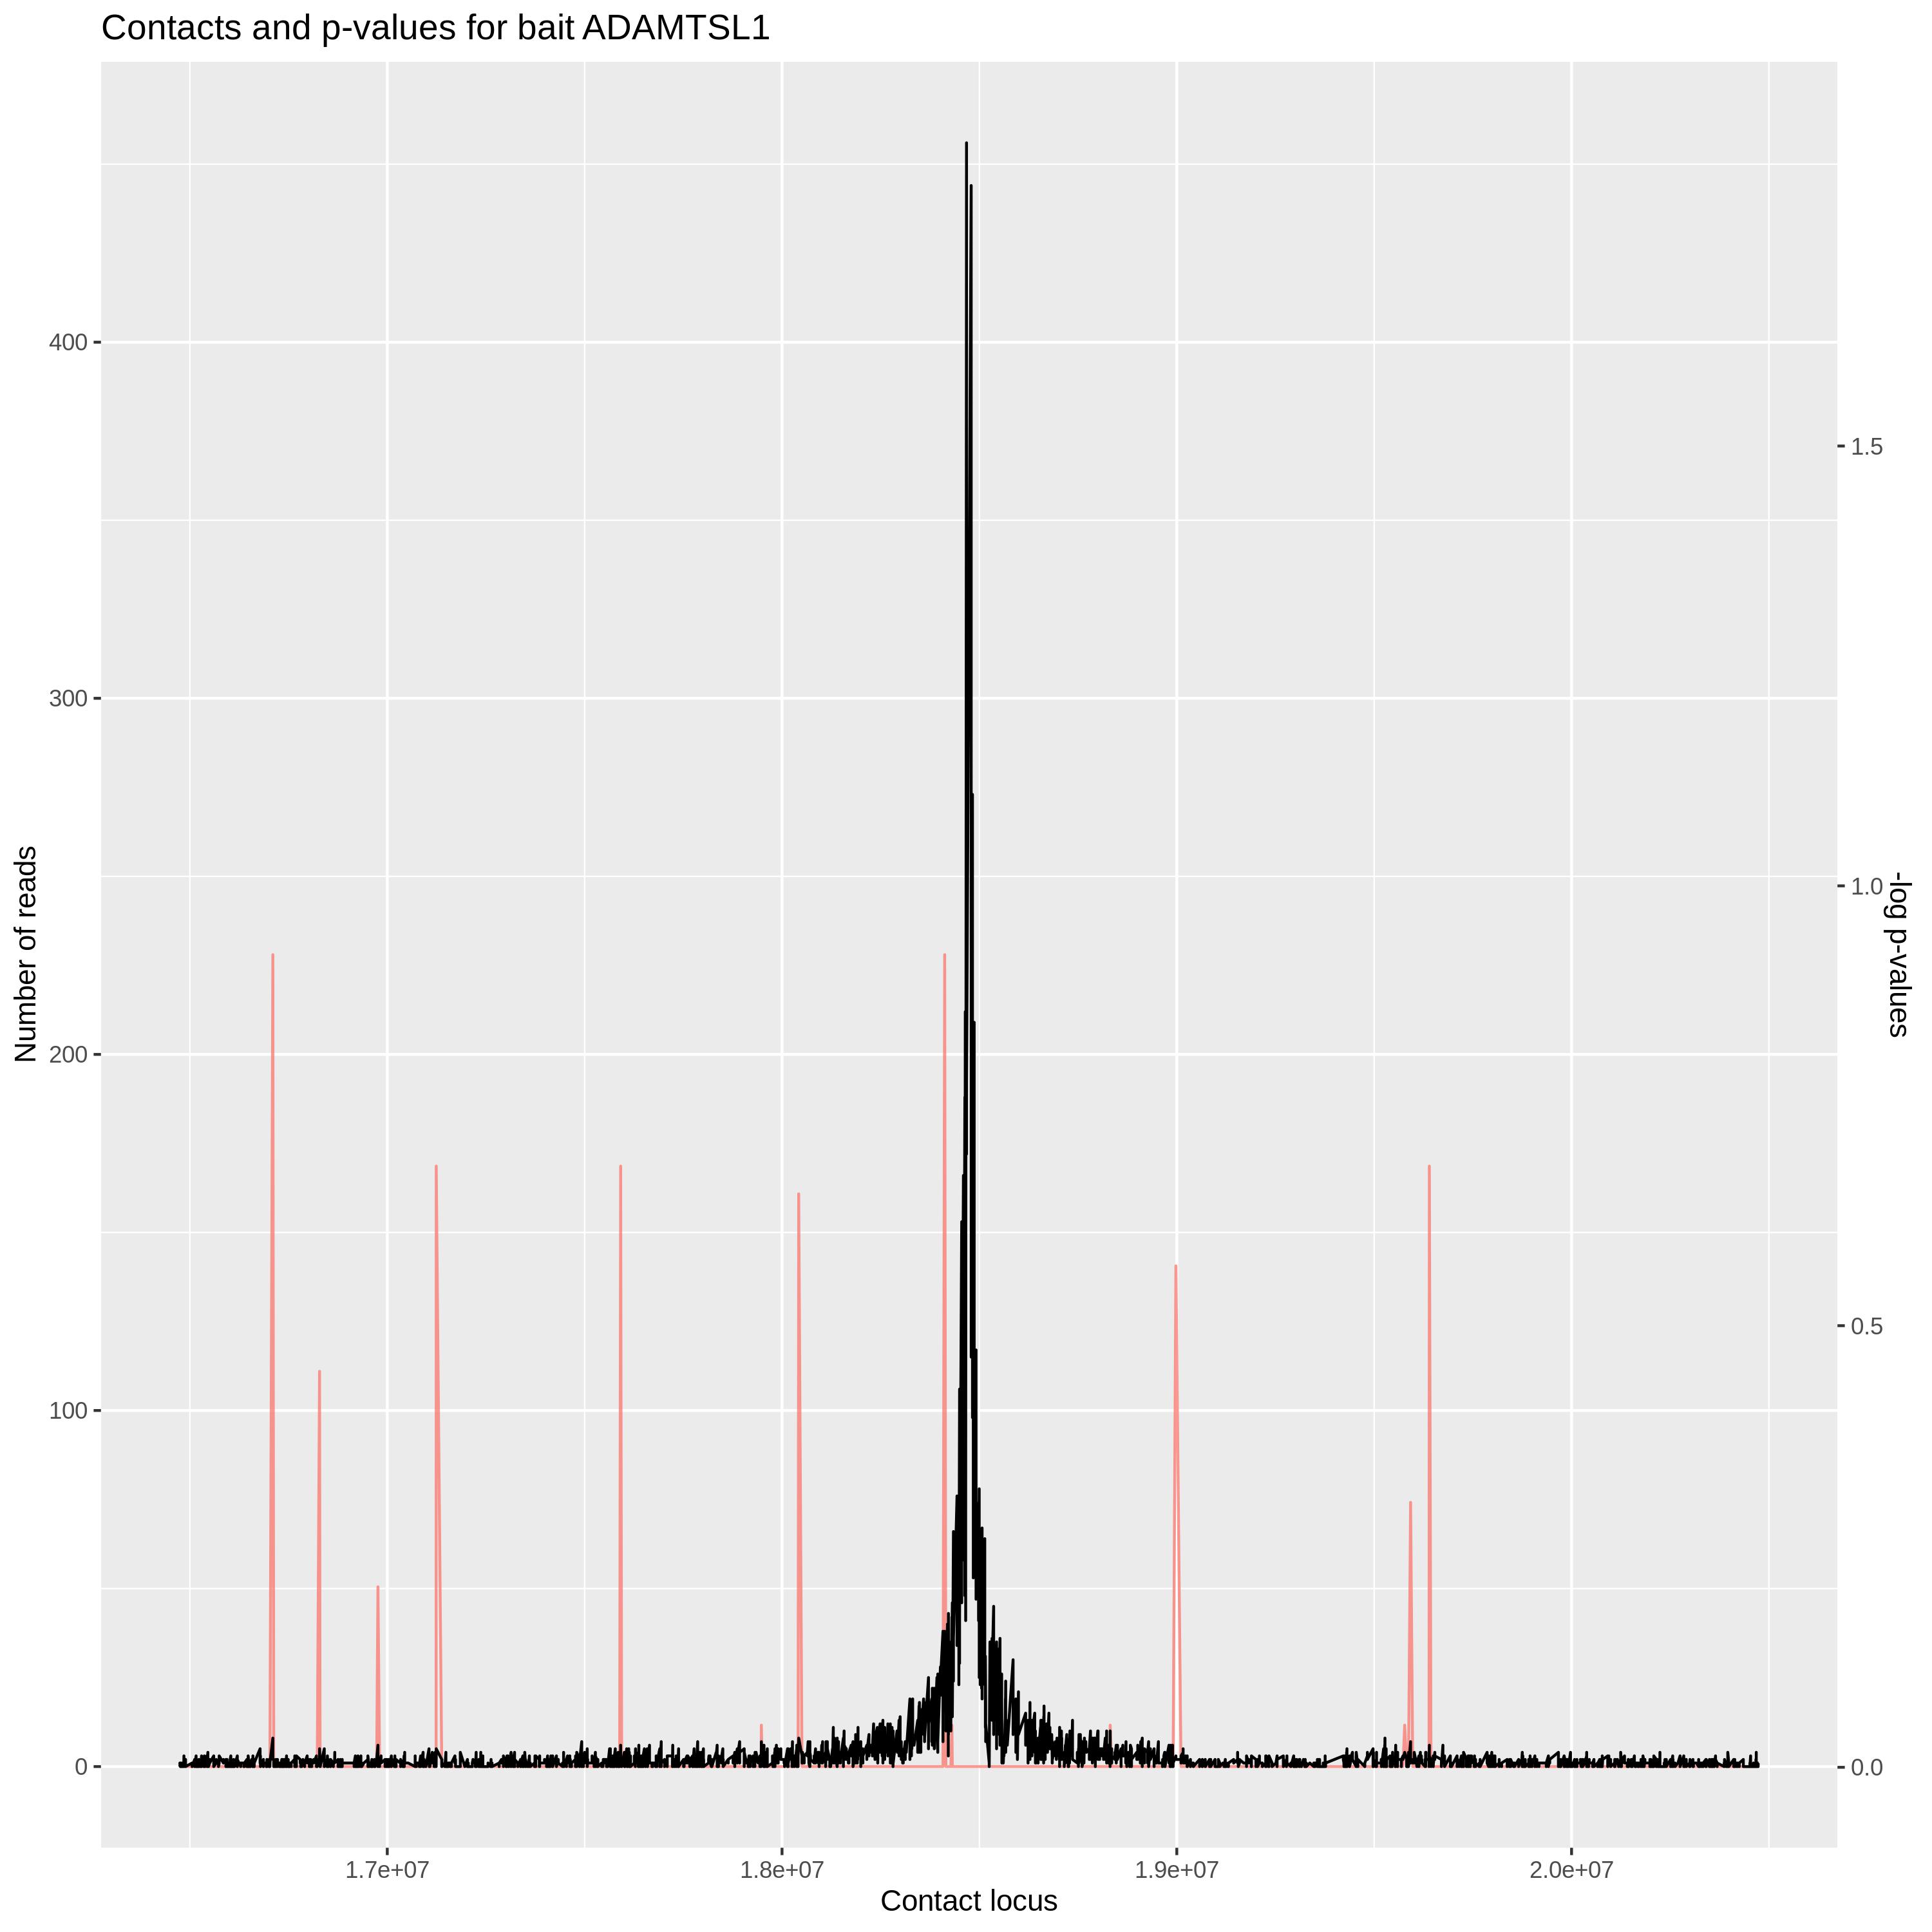 Contacts and p-values for bait ADAMTSL1
Number of reads
400
300
200
100
0
1.5
1.0
0.5
0.0
-log p-values
1.7e+07
1.8e+07
1.9e+07
2.0e+07
Contact locus